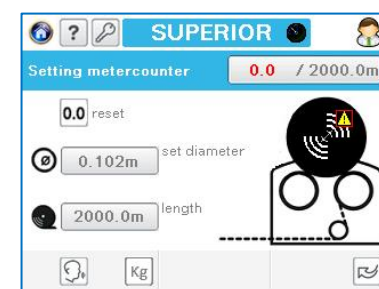 ? SUPERIOR
Setting metercounter 0.0 / 2000.0m
0.0 reset
0.102m set diameter
2000.0m length
Kg